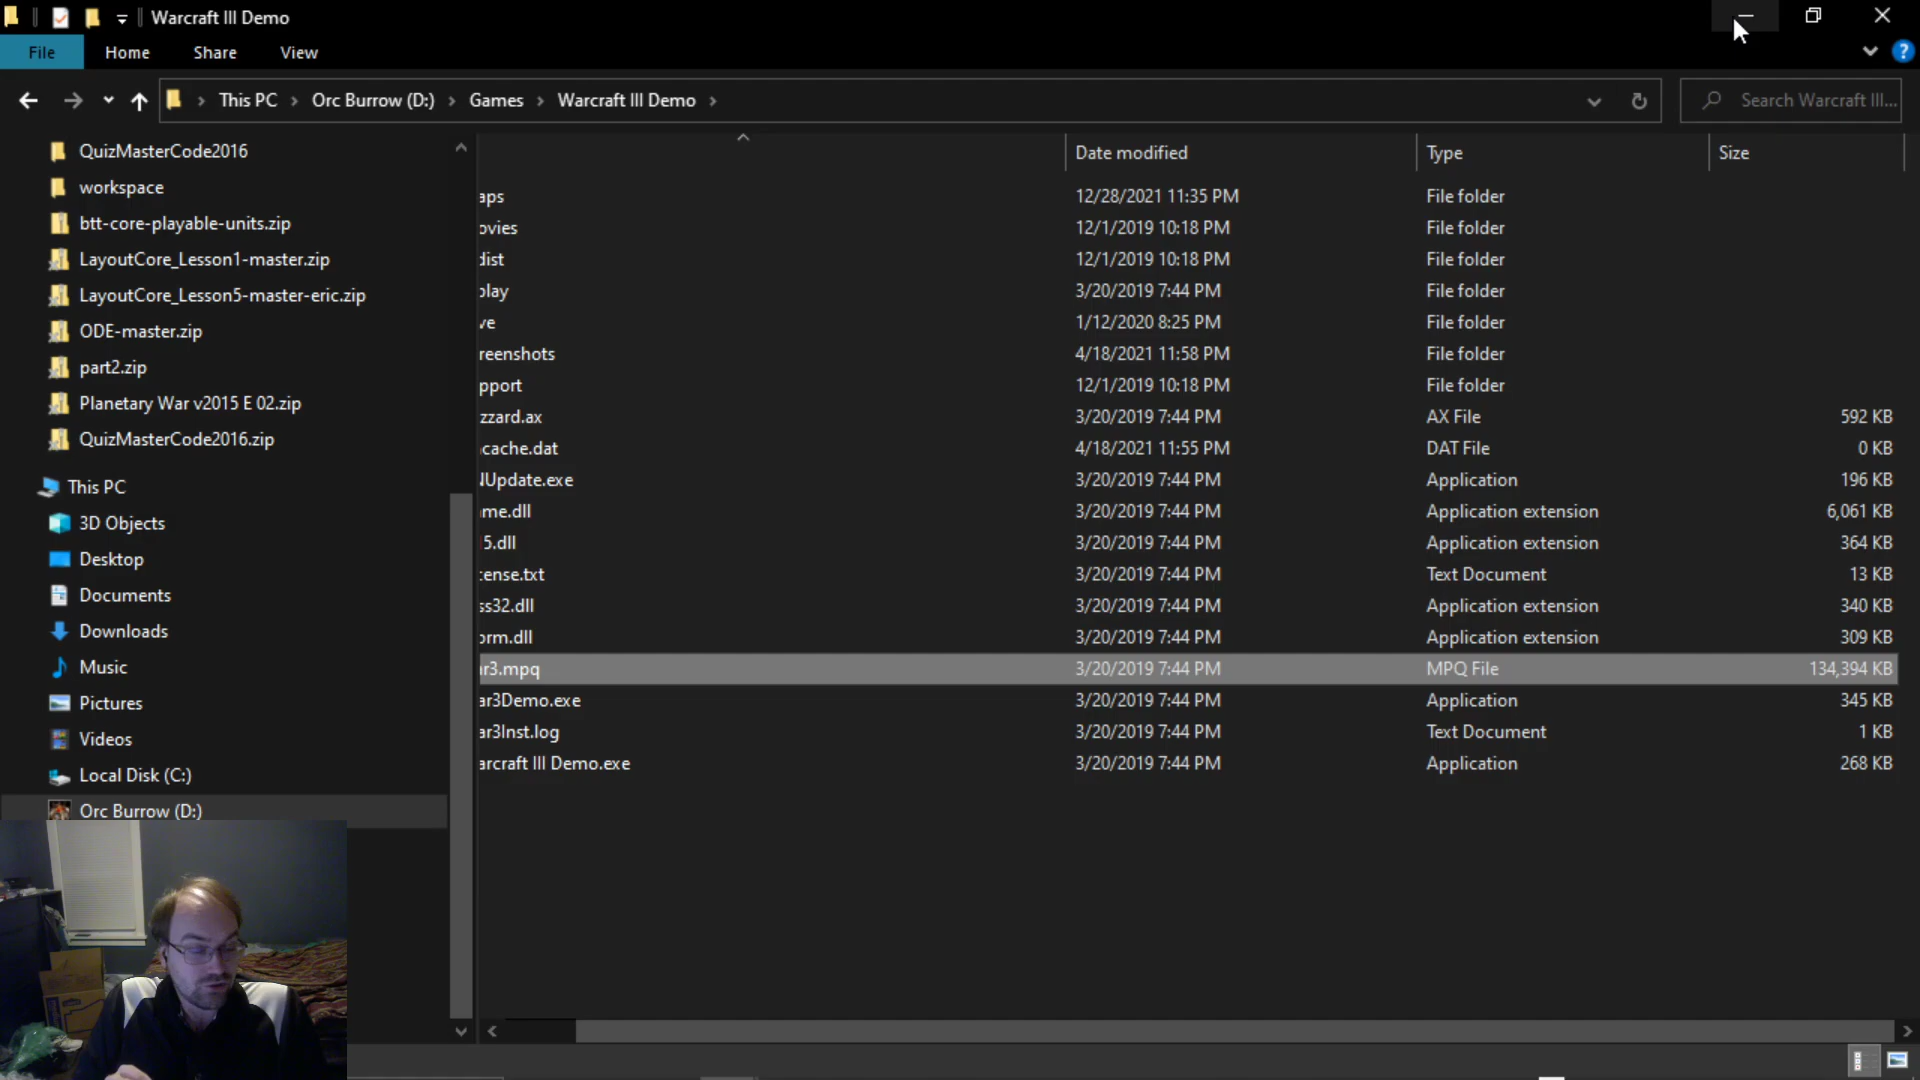 Warcraft III Demo
File Home Share View
This PC Orc Burrow (D:) Games Warcraft III Demo Search Warcraft III...
QuizMasterCode2016
workspace
btt-core-playable-units.zip
LayoutCore_Lesson1-master.zip
LayoutCore_Lesson5-master-eric.zip
ODE-master.zip
part2.zip
Planetary War v2015 E 02.zip
QuizMasterCode2016.zip
This PC
3D Objects
Desktop
Documents
Downloads
Music
Pictures
Videos
Local Disk (C:)
Orc Burrow (D:)
Date modified Type Size
aps 12/28/2021 11:35 PM File folder
ovies 12/1/2019 10:18 PM File folder
dist 12/1/2019 10:18 PM File folder
play 3/20/2019 7:44 PM File folder
ve 1/12/2020 8:25 PM File folder
reenshots 4/18/2021 11:58 PM File folder
pport 12/1/2019 10:18 PM File folder
zzard.ax 3/20/2019 7:44 PM AX File 592 KB
cache.dat 4/18/2021 11:55 PM DAT File 0 KB
NUpdate.exe 3/20/2019 7:44 PM Application 196 KB
me.dll 3/20/2019 7:44 PM Application extension 6,061 KB
15.dll 3/20/2019 7:44 PM Application extension 364 KB
cense.txt 3/20/2019 7:44 PM Text Document 13 KB
ss32.dll 3/20/2019 7:44 PM Application extension 340 KB
orm.dll 3/20/2019 7:44 PM Application extension 309 KB
ar3.mpq 3/20/2019 7:44 PM MPQ File 134,394 KB
ar3Demo.exe 3/20/2019 7:44 PM Application 345 KB
ar3Inst.log 3/20/2019 7:44 PM Text Document 1 KB
arcraft III Demo.exe 3/20/2019 7:44 PM Application 268 KB